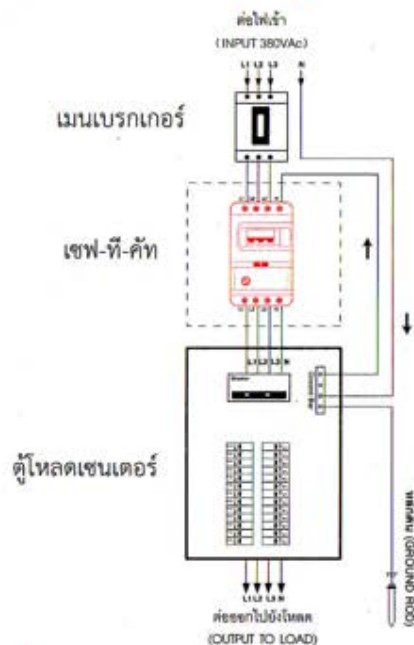 ต่อไฟเข้า
(INPUT 380VAC)
L1 L2 L3 N
เมนเบรกเกอร์
เซฟ-ที-คัท
L1 L2 L3 N
Ground Bar
ตู้โหลดเซนเตอร์
L1 L2 L3 N
ต่อออกไปยังโหลด
(OUTPUT TO LOAD)
หลักดิน (GROUND ROD)